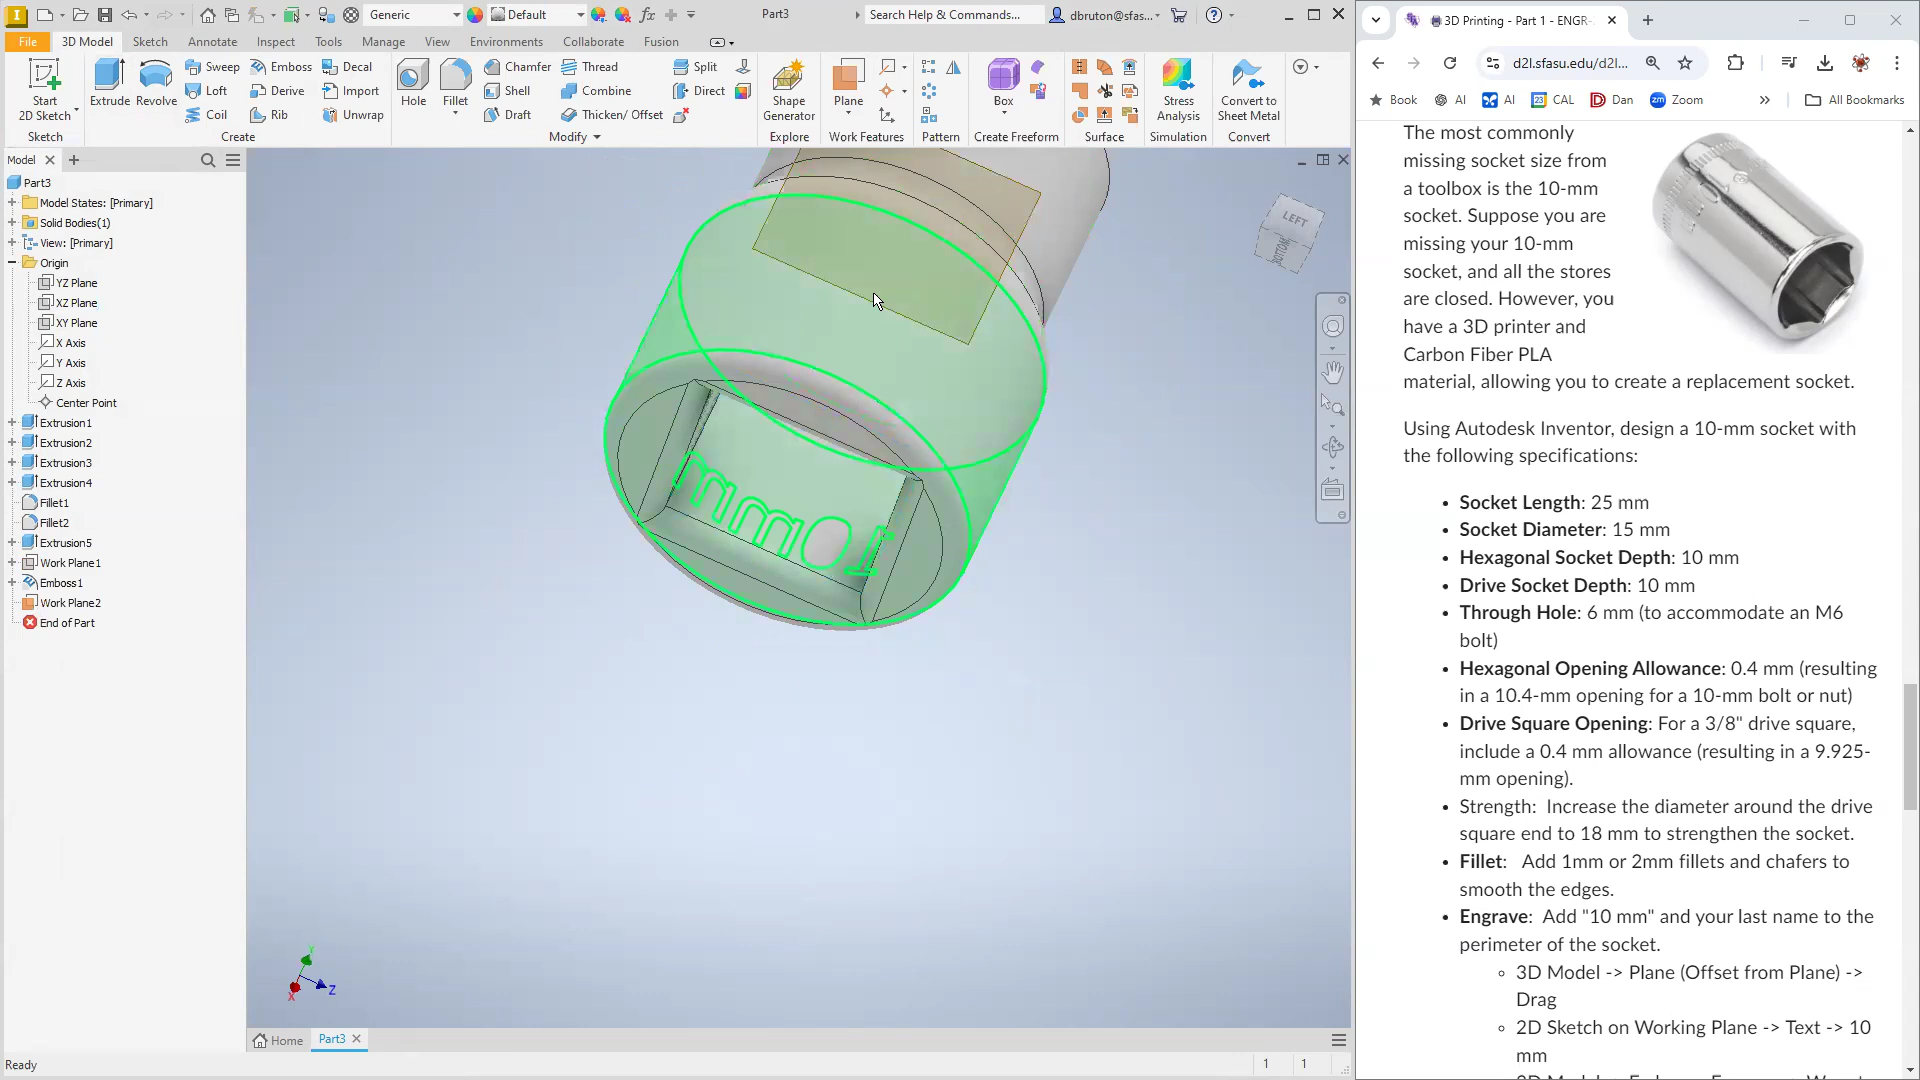 Generic
Default
Part3
Search Help & Commands...
dbruton@sfas...
File
3D Model
Sketch
Annotate
Inspect
Tools
Manage
View
Environments
Collaborate
Fusion
Start
2D Sketch
Sketch
Extrude
Revolve
Sweep
Loft
Coil
Emboss
Derive
Rib
Decal
Import
Unwrap
Create
Hole
Fillet
Chamfer
Shell
Draft
Thread
Combine
Thicken/ Offset
Split
Direct
Modify
Shape
Generator
Explore
Plane
Work Features
Pattern
Box
Create Freeform
Surface
Stress
Analysis
Simulation
Convert to
Sheet Metal
Convert
Model
Part3
Model States: [Primary]
Solid Bodies(1)
View: [Primary]
Origin
YZ Plane
XZ Plane
XY Plane
X Axis
Y Axis
Z Axis
Center Point
Extrusion1
Extrusion2
Extrusion3
Extrusion4
Fillet1
Fillet2
Extrusion5
Work Plane1
Emboss1
Work Plane2
End of Part
LEFT
BOTTOM
10mm
Y
X
Z
Home
Part3
Ready
1
1
3D Printing - Part 1 - ENGR-
d2l.sfasu.edu/d2l...
Book
AI
AI
CAL
Dan
Zoom
All Bookmarks
The most commonly
missing socket size from
a toolbox is the 10-mm
socket. Suppose you are
missing your 10-mm
socket, and all the stores
are closed. However, you
have a 3D printer and
Carbon Fiber PLA
material, allowing you to create a replacement socket.
Using Autodesk Inventor, design a 10-mm socket with
the following specifications:
• Socket Length: 25 mm
• Socket Diameter: 15 mm
• Hexagonal Socket Depth: 10 mm
• Drive Socket Depth: 10 mm
• Through Hole: 6 mm (to accommodate an M6
bolt)
• Hexagonal Opening Allowance: 0.4 mm (resulting
in a 10.4-mm opening for a 10-mm bolt or nut)
• Drive Square Opening: For a 3/8" drive square,
include a 0.4 mm allowance (resulting in a 9.925-
mm opening).
• Strength: Increase the diameter around the drive
square end to 18 mm to strengthen the socket.
• Fillet: Add 1mm or 2mm fillets and chafers to
smooth the edges.
• Engrave: Add "10 mm" and your last name to the
perimeter of the socket.
◦ 3D Model -> Plane (Offset from Plane) ->
Drag
◦ 2D Sketch on Working Plane -> Text -> 10
mm